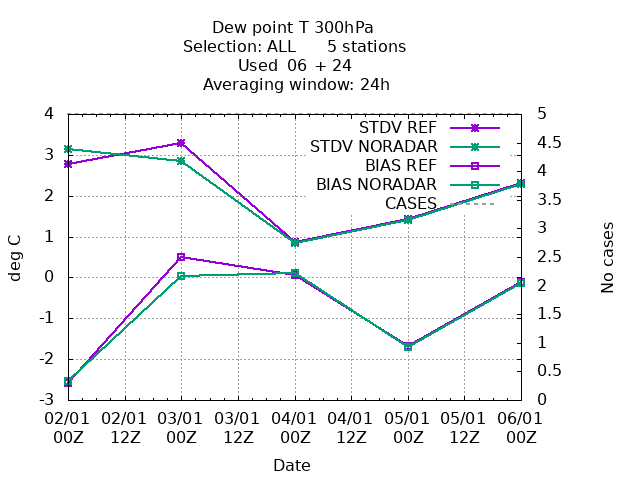 Dew point T 300hPa
Selection: ALL 5 stations
Used 06 + 24
Averaging window: 24h
STDV REF
STDV NORADAR
BIAS REF
BIAS NORADAR
CASES
4
3
2
1
0
-1
-2
-3
deg C
5
4.5
4
3.5
3
2.5
2
1.5
1
0.5
0
No cases
02/01 02/01 03/01 03/01 04/01 04/01 05/01 05/01 06/01
00Z 12Z 00Z 12Z 00Z 12Z 00Z 12Z 00Z
Date